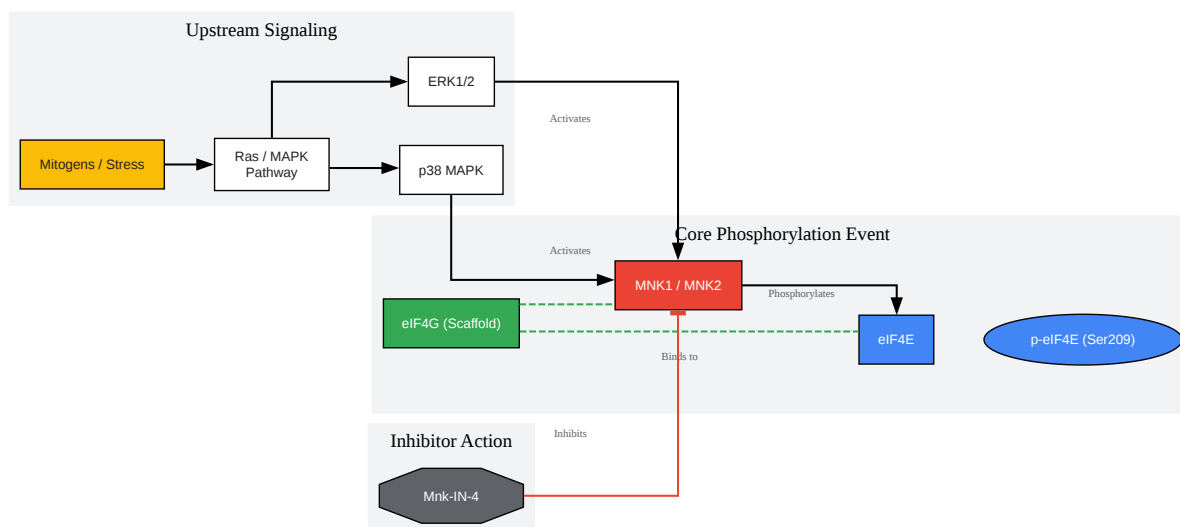 Upstream Signaling
ERK1/2
Activates
Mitogens / Stress
Ras / MAPK
Pathway
p38 MAPK
Core Phosphorylation Event
Activates
MNK1 / MNK2
Phosphorylates
eIF4G (Scaffold)
eIF4E
p-eIF4E (Ser209)
Binds to
Inhibits
Inhibitor Action
Mnk-IN-4